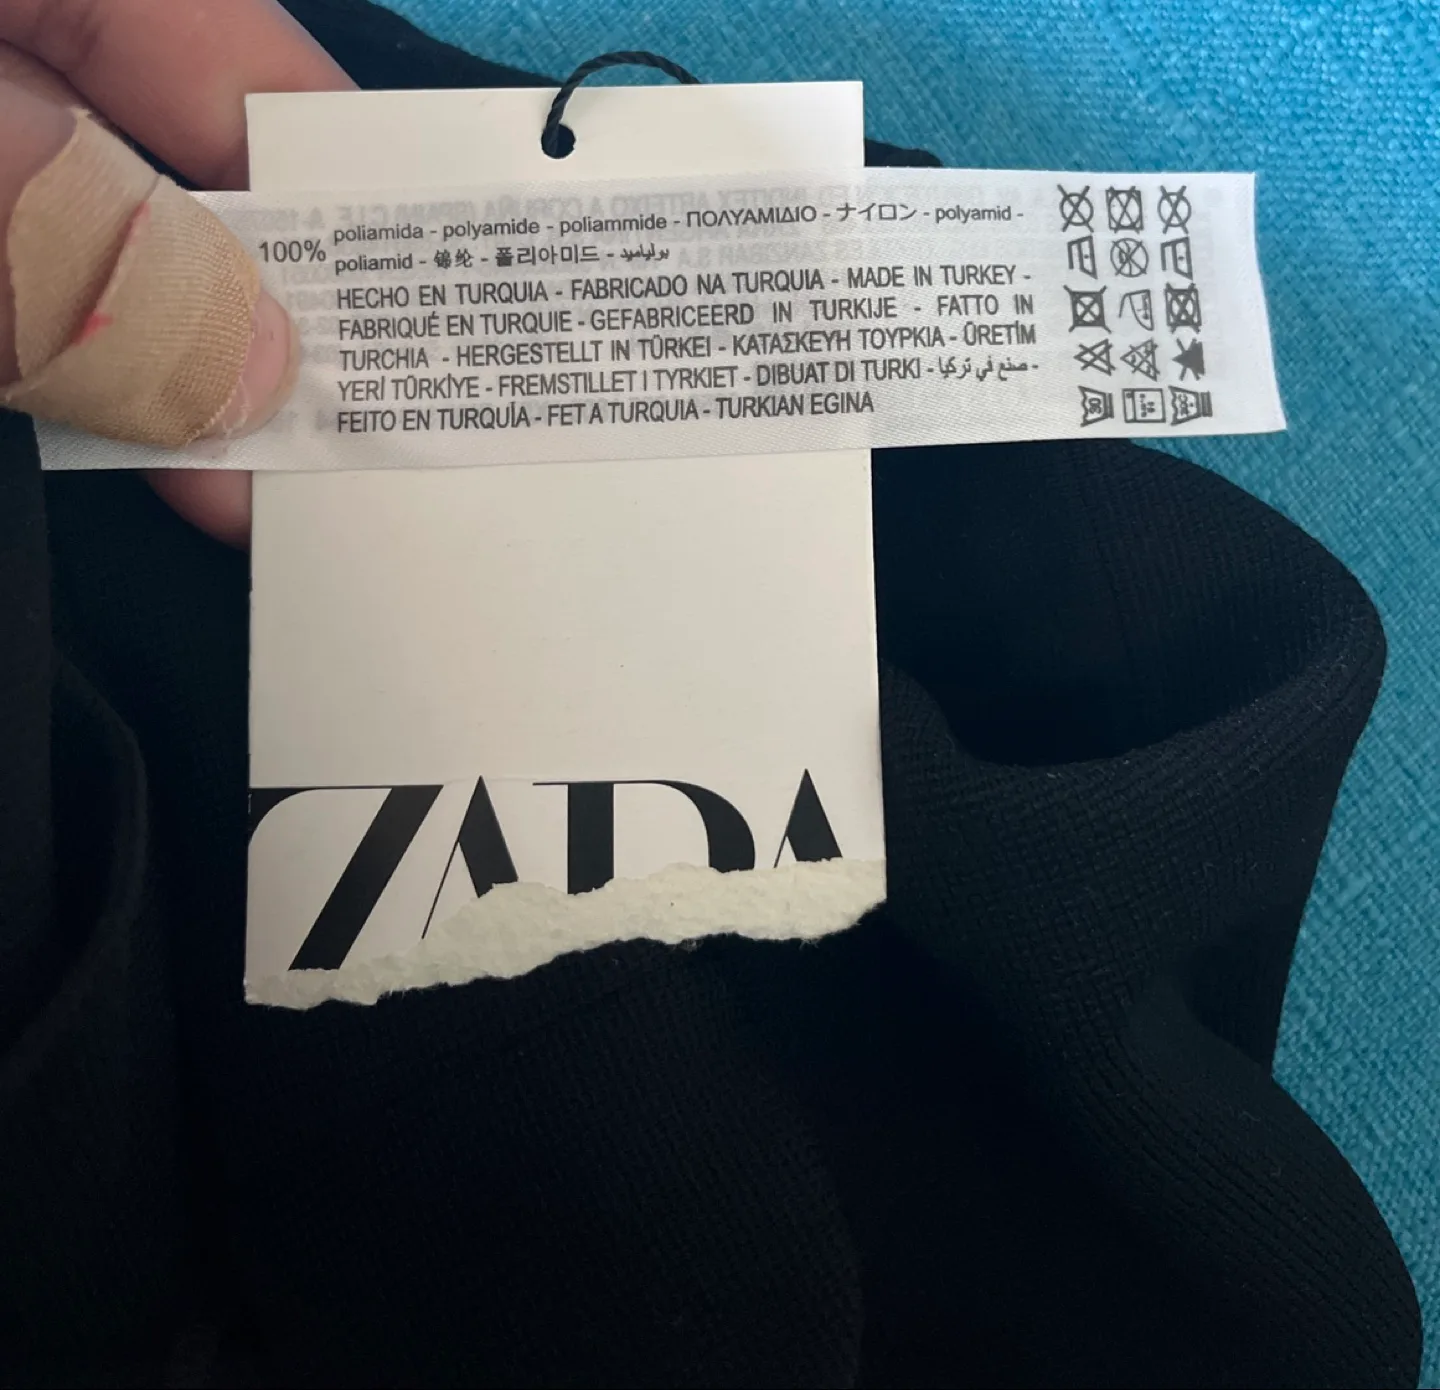 100% poliamida - polyamide - poliammide - ΠΟΛΥΑΜΙΔΙΟ - ナイロン - polyamid -
poliamid - 锦纶 - 폴리아미드 - بولياميد
HECHO EN TURQUIA - FABRICADO NA TURQUIA - MADE IN TURKEY -
FABRIQUÉ EN TURQUIE - GEFABRICEERD IN TURKIJE - FATTO IN
TURCHIA - HERGESTELLT IN TÜRKEI - ΚΑΤΑΣΚΕΥΗ ΤΟΥΡΚΙΑ - ÜRETİM
YERİ TÜRKİYE - FREMSTILLET I TYRKIET - DIBUAT DI TURKI - صنع في تركيا -
FEITO EN TURQUÍA - FET A TURQUIA - TURKIAN EGINA
ZARA